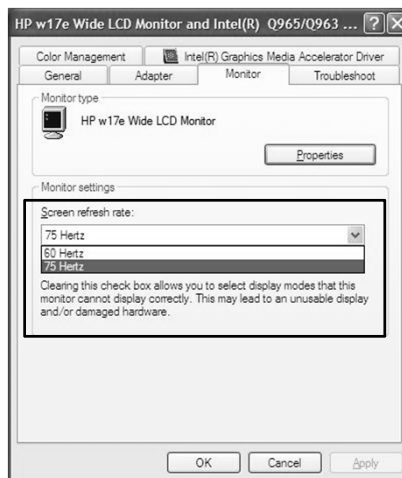 HP w17e Wide LCD Monitor and Intel(R) Q965/Q963 ...
Color Management
Intel(R) Graphics Media Accelerator Driver
General
Adapter
Monitor
Troubleshoot
Monitor type
HP w17e Wide LCD Monitor
Properties
Monitor settings
Screen refresh rate:
75 Hertz
60 Hertz
75 Hertz
Clearing this check box allows you to select display modes that this
monitor cannot display correctly. This may lead to an unusable display
and/or damaged hardware.
OK
Cancel
Apply